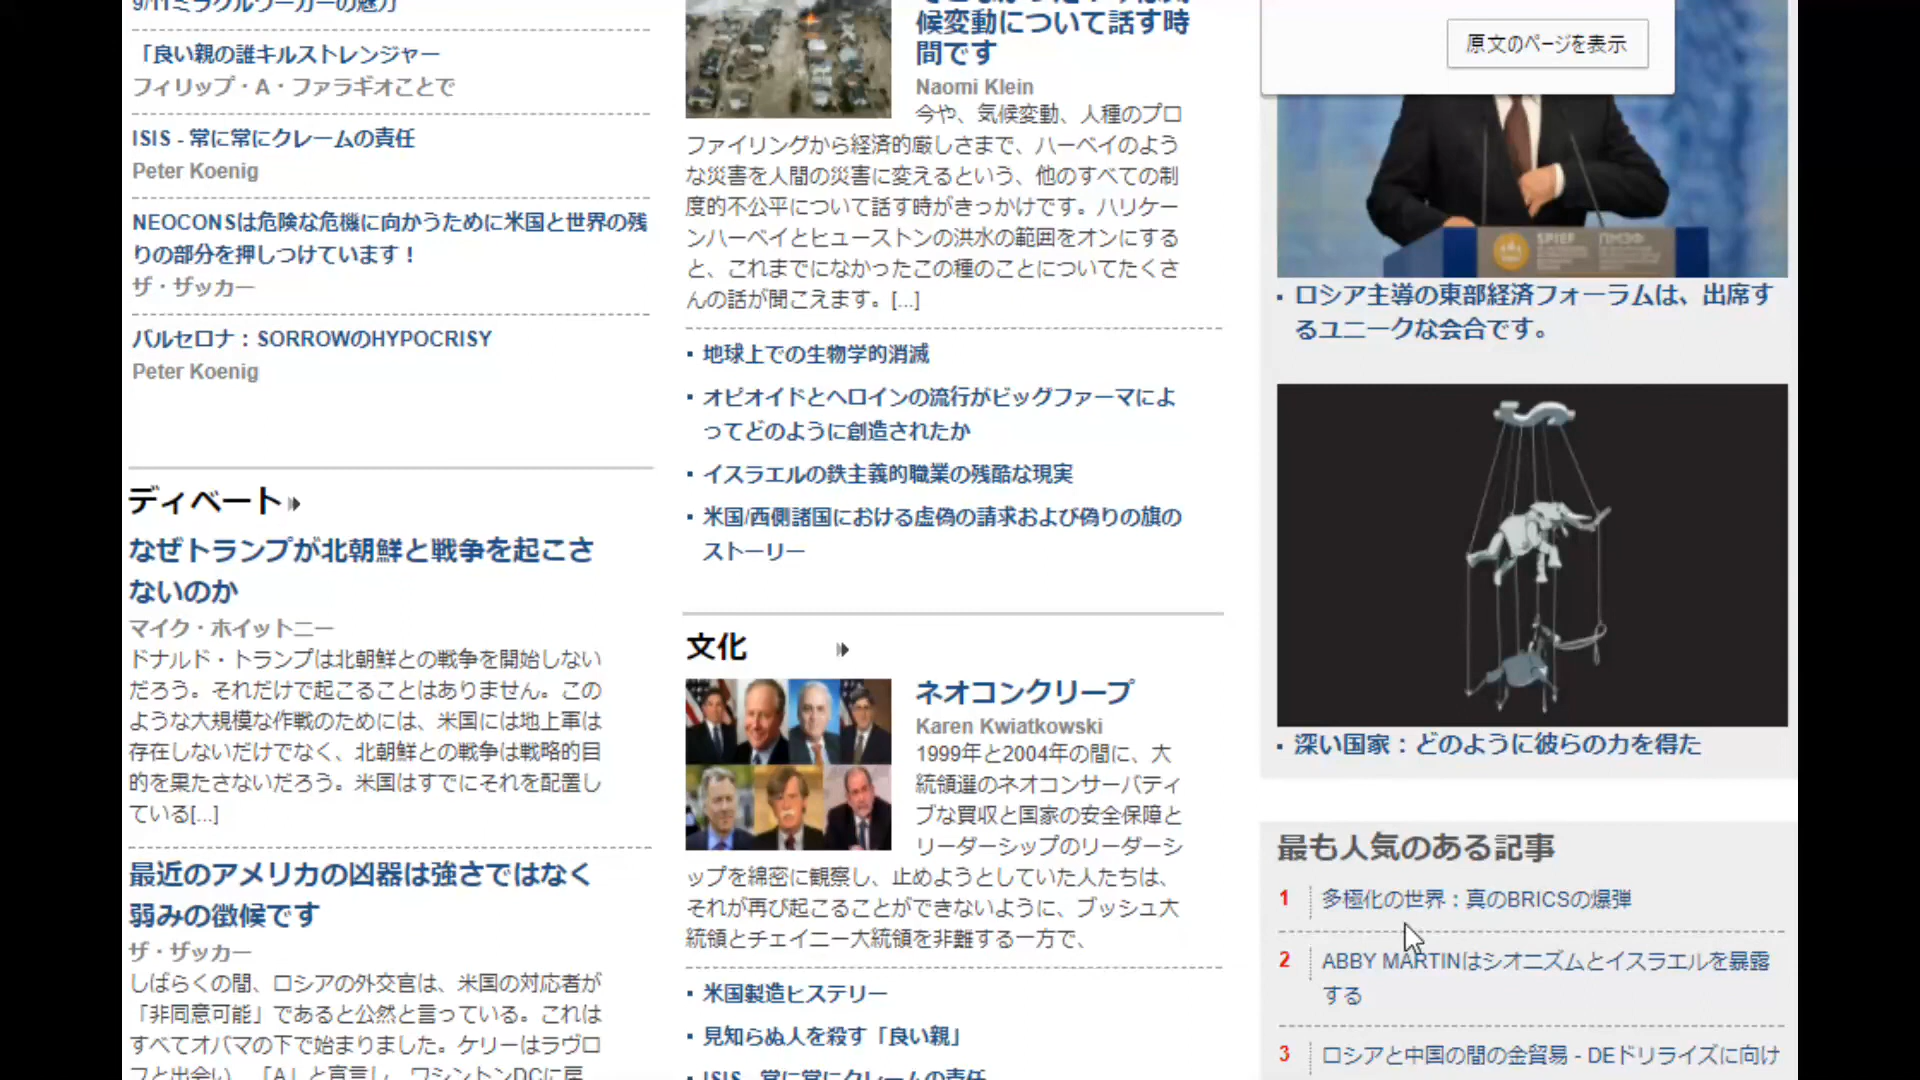 9/11ミラクルワーカーの魅力
「良い親の誰キルストレンジャー
フィリップ・A・ファラギオことで
ISIS - 常に常にクレームの責任
Peter Koenig
NEOCONSは危険な危機に向かうために米国と世界の残
りの部分を押しつけています！
ザ・ザッカー
バルセロナ：SORROWのHYPOCRISY
Peter Koenig
ディベート
なぜトランプが北朝鮮と戦争を起こさ
ないのか
マイク・ホイットニー
ドナルド・トランプは北朝鮮との戦争を開始しない
だろう。それだけで起こることはありません。この
ような大規模な作戦のためには、米国には地上軍は
存在しないだけでなく、北朝鮮との戦争は戦略的目
的を果たさないだろう。米国はすでにそれを配置し
ている[...]
最近のアメリカの凶器は強さではなく
弱みの徴候です
ザ・ザッカー
しばらくの間、ロシアの外交官は、米国の対応者が
「非同意可能」であると公然と言っている。これは
すべてオバマの下で始まりました。ケリーはラヴロ
フと出会い、「A」と宣言し、ワシントンDCに戻
候変動について話す時
間です
Naomi Klein
今や、気候変動、人種のプロ
ファイリングから経済的厳しさまで、ハーベイのよう
な災害を人間の災害に変えるという、他のすべての制
度的不公平について話す時がきっかけです。ハリケー
ンハーベイとヒューストンの洪水の範囲をオンにする
と、これまでになかったこの種のことについてたくさ
んの話が聞こえます。[...]
地球上での生物学的消滅
オピオイドとヘロインの流行がビッグファーマによ
ってどのように創造されたか
イスラエルの鉄主義的職業の残酷な現実
米国/西側諸国における虚偽の請求および偽りの旗の
ストーリー
文化
ネオコンクリープ
Karen Kwiatkowski
1999年と2004年の間に、大
統領選のネオコンサーバティ
ブな買収と国家の安全保障と
リーダーシップのリーダーシ
ップを綿密に観察し、止めようとしていた人たちは、
それが再び起こることができないように、ブッシュ大
統領とチェイニー大統領を非難する一方で、
米国製造ヒステリー
見知らぬ人を殺す「良い親」
ISIS - 常に常にクレームの責任
原文のページを表示
SPIEF ПМЭФ
ロシア主導の東部経済フォーラムは、出席す
るユニークな会合です。
深い国家：どのように彼らの力を得た
最も人気のある記事
1 多極化の世界：真のBRICSの爆弾
2 ABBY MARTINはシオニズムとイスラエルを暴露
する
3 ロシアと中国の間の金貿易 - DEドリライズに向け